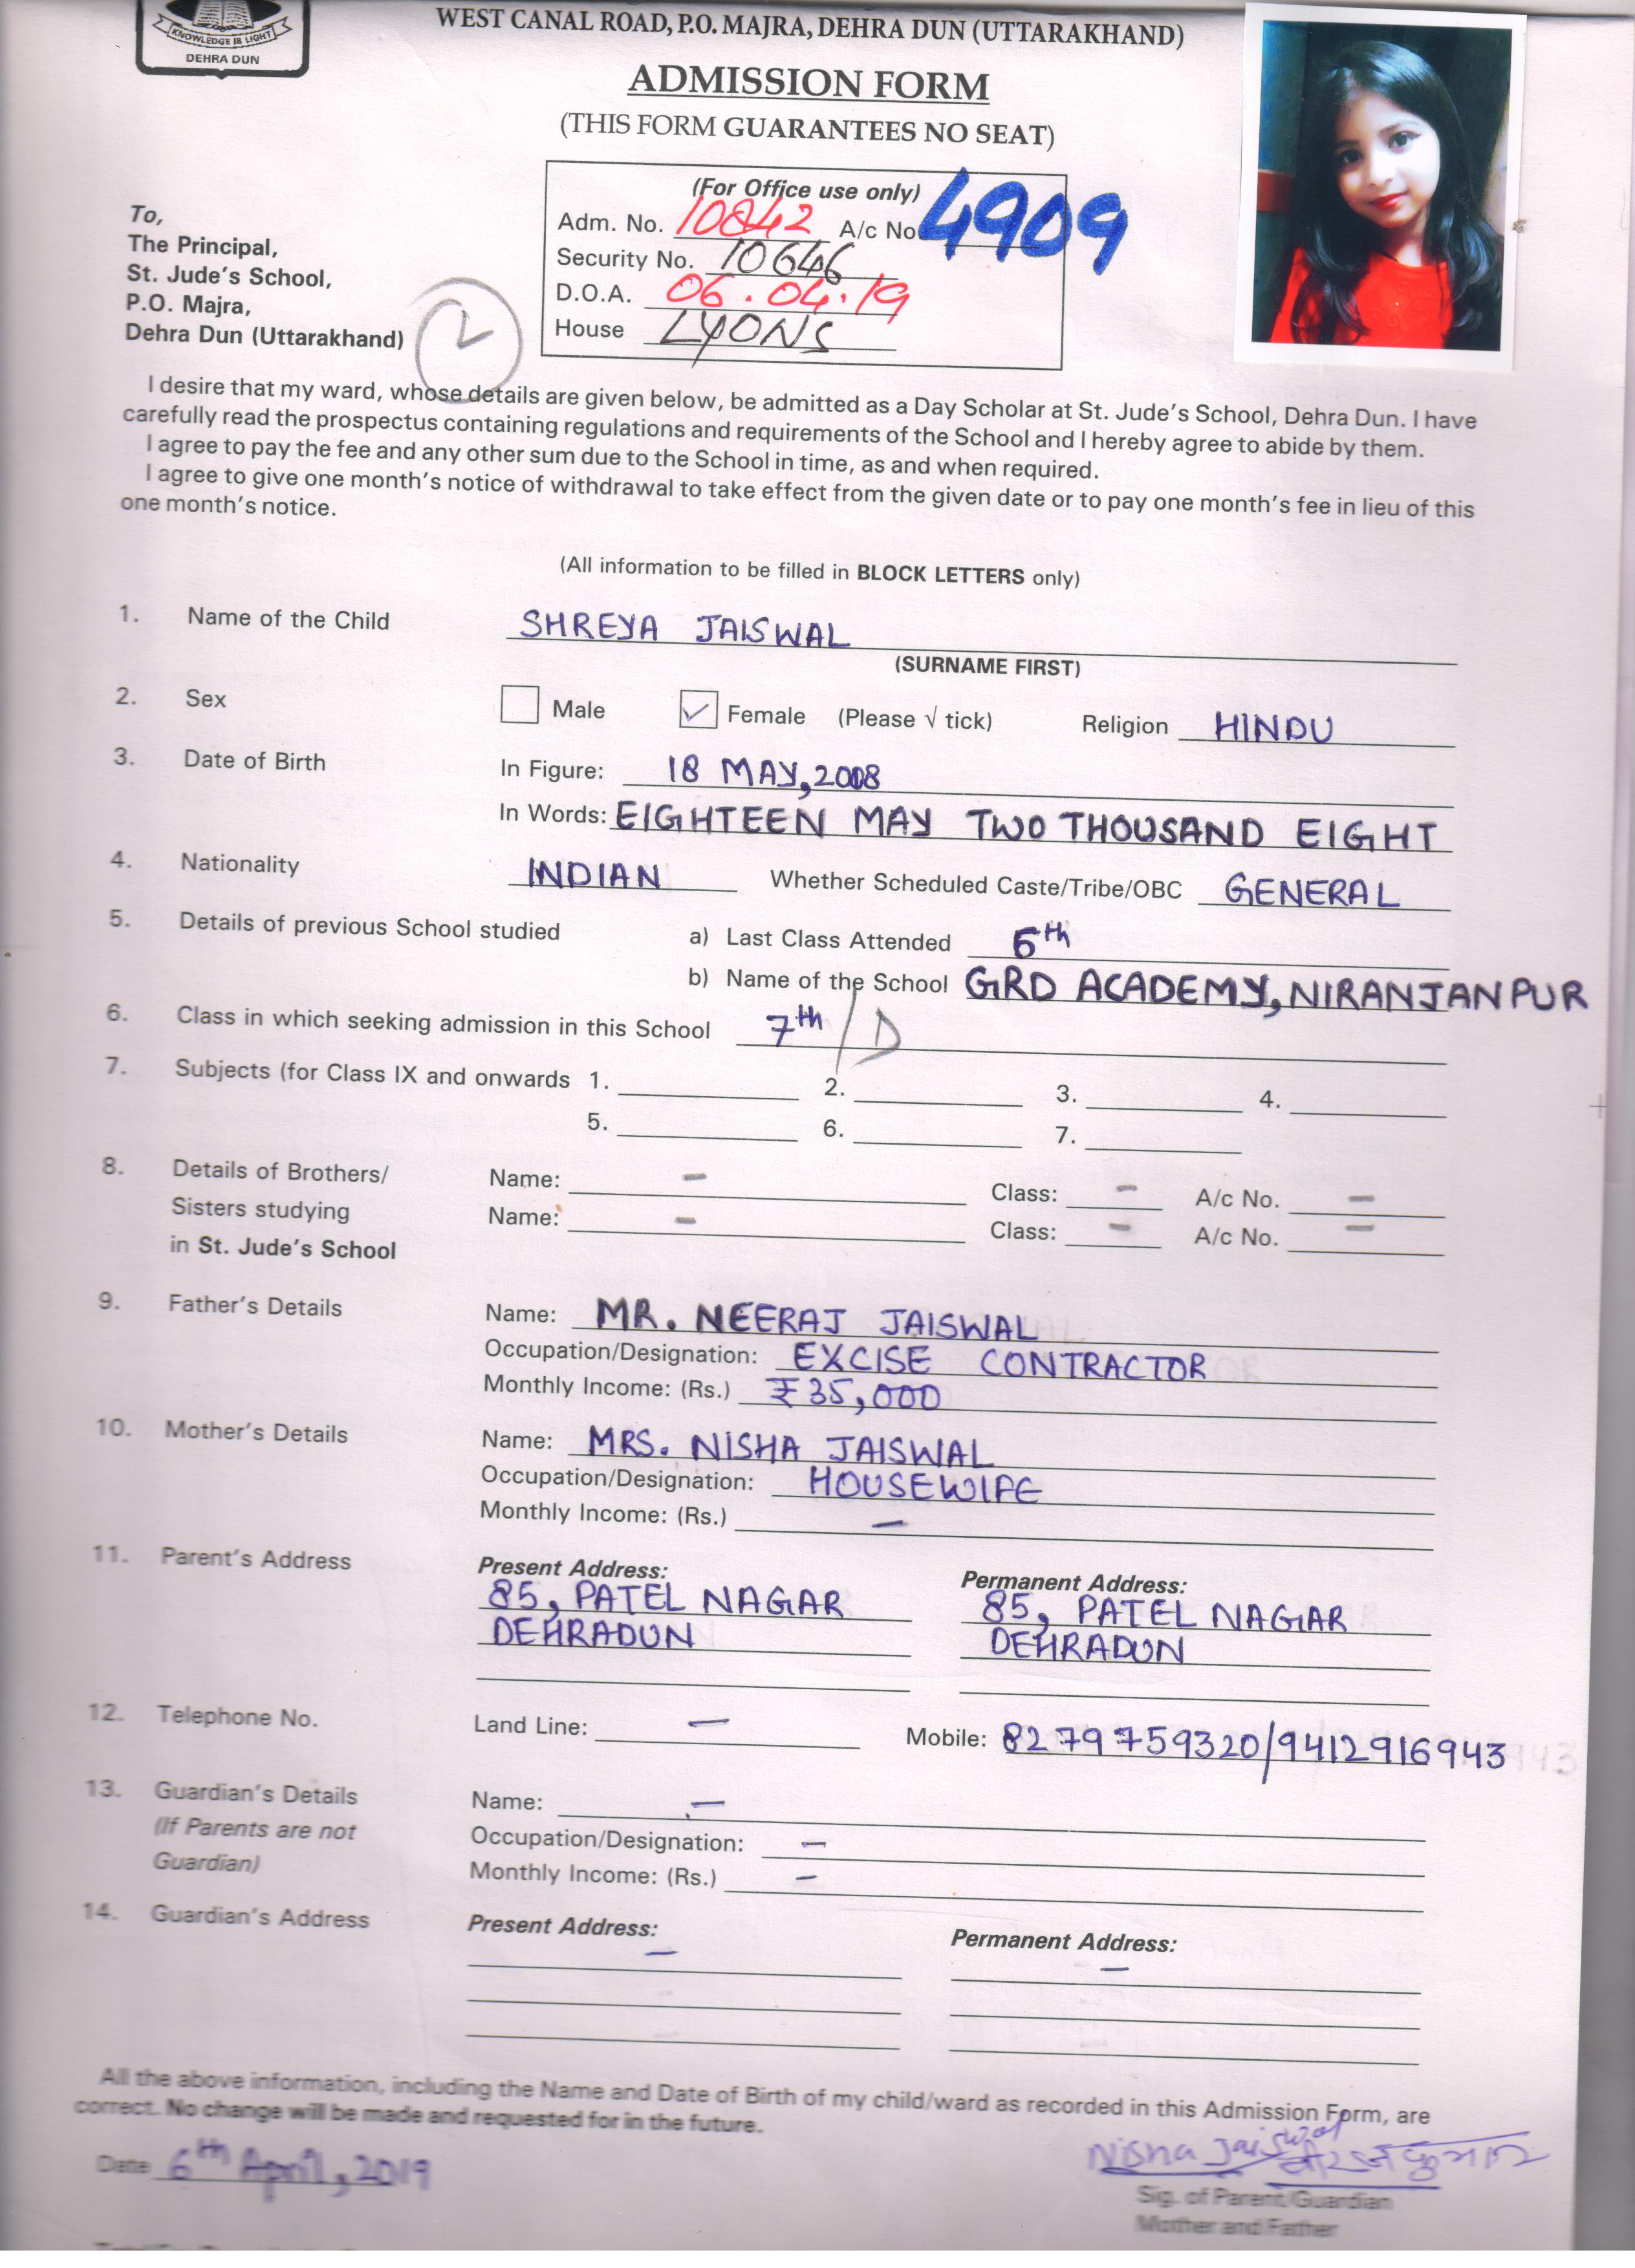 KNOWLEDGE IS LIGHT
DEHRA DUN
WEST CANAL ROAD, P.O. MAJRA, DEHRA DUN (UTTARAKHAND)
ADMISSION FORM
(THIS FORM GUARANTEES NO SEAT)
(For Office use only)
Adm. No. 10842 A/c No. 4909
Security No. 10646
D.O.A. 06.04.19
House LYONS
To,
The Principal,
St. Jude's School,
P.O. Majra,
Dehra Dun (Uttarakhand)
2
I desire that my ward, whose details are given below, be admitted as a Day Scholar at St. Jude's School, Dehra Dun. I have
carefully read the prospectus containing regulations and requirements of the School and I hereby agree to abide by them.
I agree to pay the fee and any other sum due to the School in time, as and when required.
I agree to give one month's notice of withdrawal to take effect from the given date or to pay one month's fee in lieu of this
one month's notice.
(All information to be filled in BLOCK LETTERS only)
1. Name of the Child SHREYA JAISWAL
(SURNAME FIRST)
2. Sex Male ✓ Female (Please √ tick) Religion HINDU
3. Date of Birth In Figure: 18 MAY, 2008
In Words: EIGHTEEN MAY TWO THOUSAND EIGHT
4. Nationality INDIAN Whether Scheduled Caste/Tribe/OBC GENERAL
5. Details of previous School studied a) Last Class Attended 6th
b) Name of the School GRD ACADEMY, NIRANJANPUR
6. Class in which seeking admission in this School 7th / D
7. Subjects (for Class IX and onwards 1. 2. 3. 4.
5. 6. 7.
8. Details of Brothers/ Name: - Class: - A/c No. -
Sisters studying Name: - Class: - A/c No. -
in St. Jude's School
9. Father's Details Name: MR. NEERAJ JAISWAL
Occupation/Designation: EXCISE CONTRACTOR
Monthly Income: (Rs.) ₹35,000
10. Mother's Details Name: MRS. NISHA JAISWAL
Occupation/Designation: HOUSEWIFE
Monthly Income: (Rs.) -
11. Parent's Address Present Address: Permanent Address:
85, PATEL NAGAR 85, PATEL NAGAR
DEHRADUN DEHRADUN
12. Telephone No. Land Line: - Mobile: 8279759320/9412916943
13. Guardian's Details Name: -
(If Parents are not Occupation/Designation: -
Guardian) Monthly Income: (Rs.) -
14. Guardian's Address Present Address: - Permanent Address: -
All the above information, including the Name and Date of Birth of my child/ward as recorded in this Admission Form, are
correct. No change will be made and requested for in the future.
Date 6th April, 2019 Nisha Jaiswal
Sig. of Parent/Guardian
Mother and Father